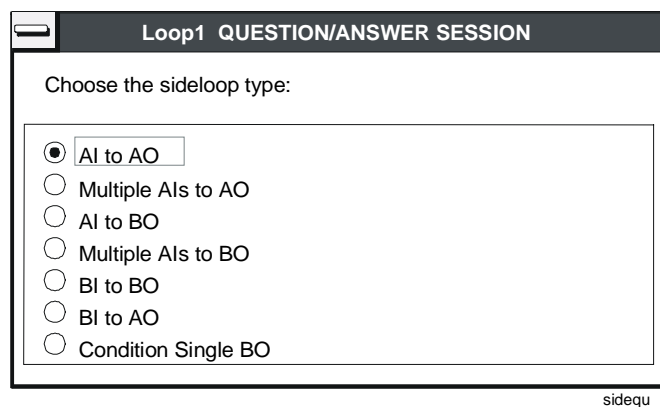 Loop1 QUESTION/ANSWER SESSION
Choose the sideloop type:
AI to AO
Multiple AIs to AO
AI to BO
Multiple AIs to BO
BI to BO
BI to AO
Condition Single BO
sidequ